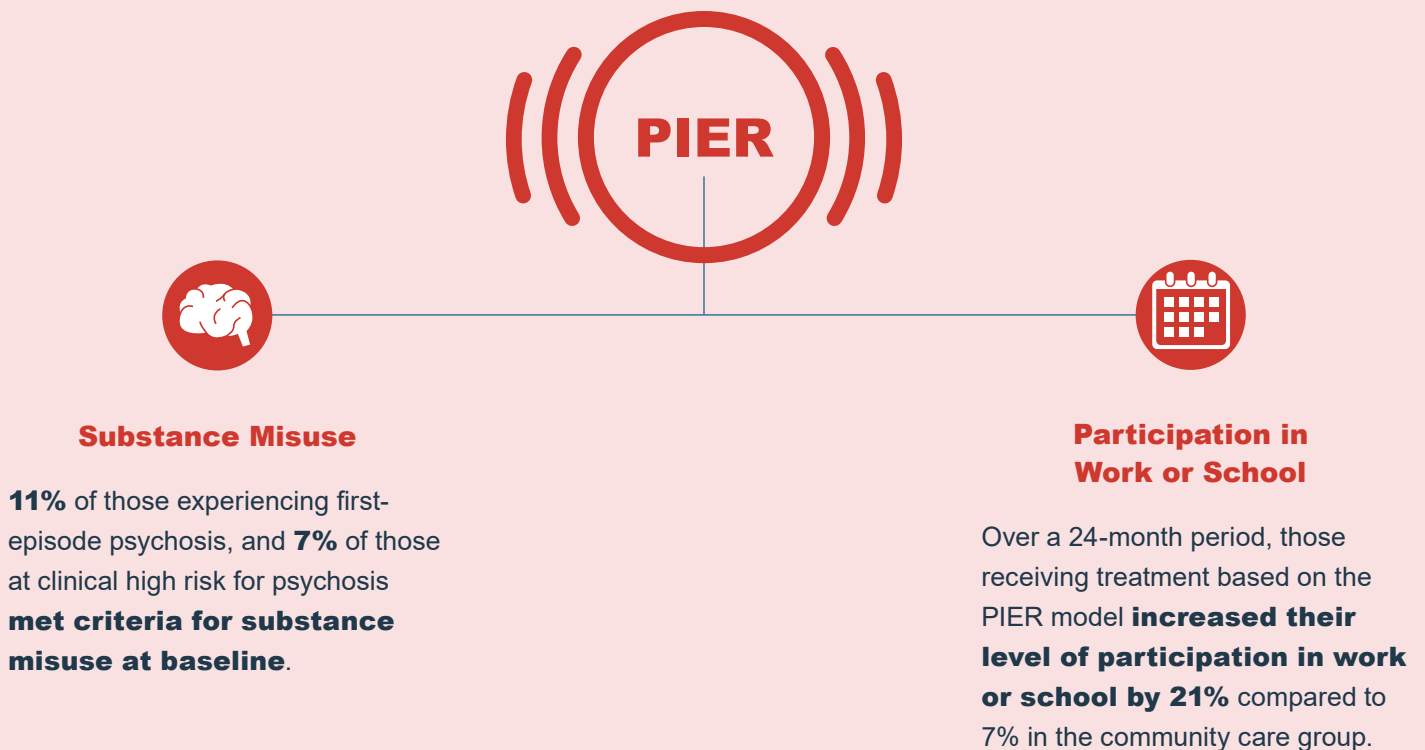 PIER
Substance Misuse
11% of those experiencing first-
episode psychosis, and 7% of those
at clinical high risk for psychosis
met criteria for substance
misuse at baseline.
Participation in
Work or School
Over a 24-month period, those
receiving treatment based on the
PIER model increased their
level of participation in work
or school by 21% compared to
7% in the community care group.